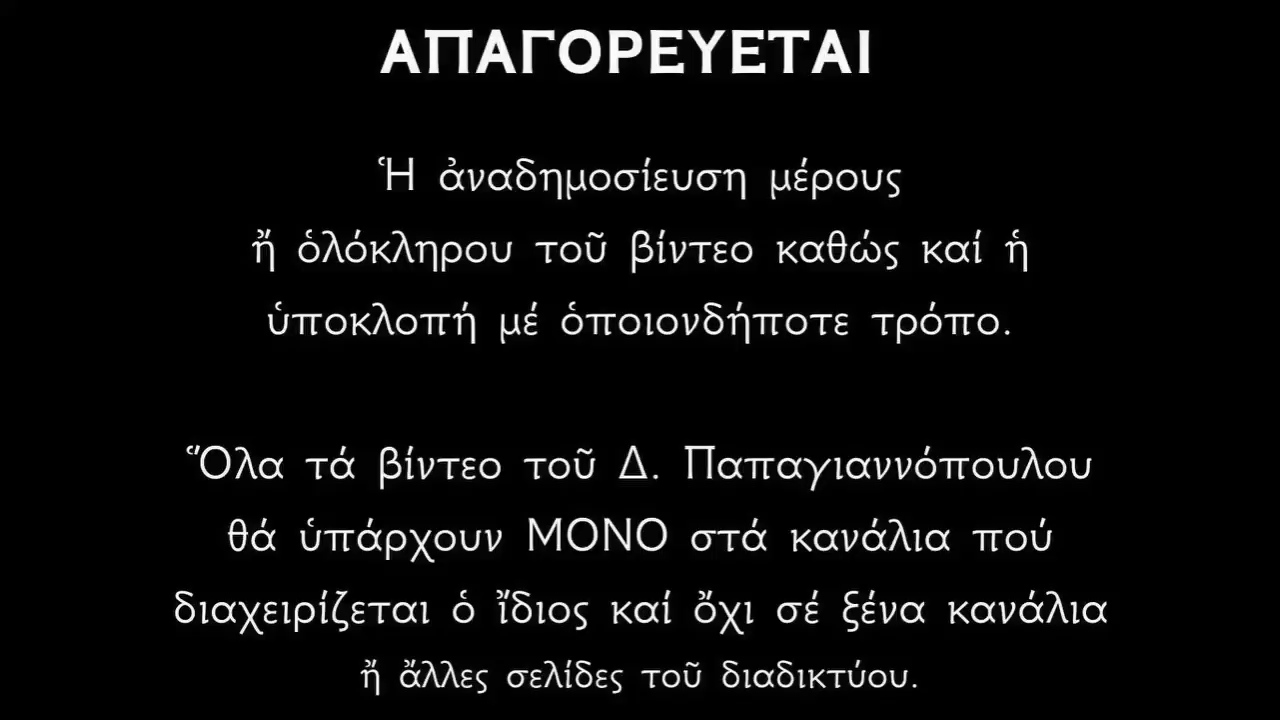 ΑΠΑΓΟΡΕΥΕΤΑΙ
Ἡ ἀναδημοσίευση μέρους
ἤ ὁλόκληρου τοῦ βίντεο καθώς καί ἡ
ὑποκλοπή μέ ὁποιονδήποτε τρόπο.
Ὅλα τά βίντεο τοῦ Δ. Παπαγιαννόπουλου
θά ὑπάρχουν ΜΟΝΟ στά κανάλια πού
διαχειρίζεται ὁ ἴδιος καί ὄχι σέ ξένα κανάλια
ἤ ἄλλες σελίδες τοῦ διαδικτύου.